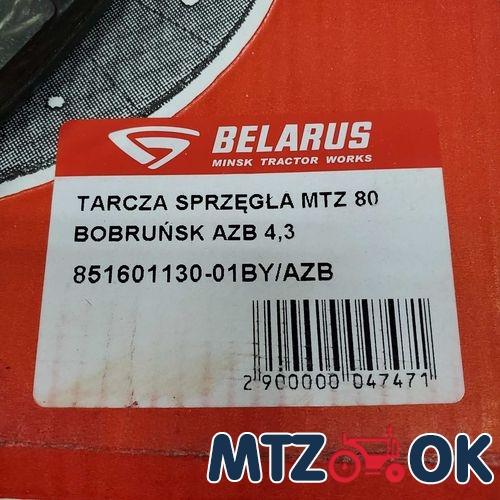 BELARUS
MINSK TRACTOR WORKS
TARCZA SPRZĘGŁA MTZ 80
BOBRUŃSK AZB 4,3
851601130-01BY/AZB
2 900000 047471
MTZ OK